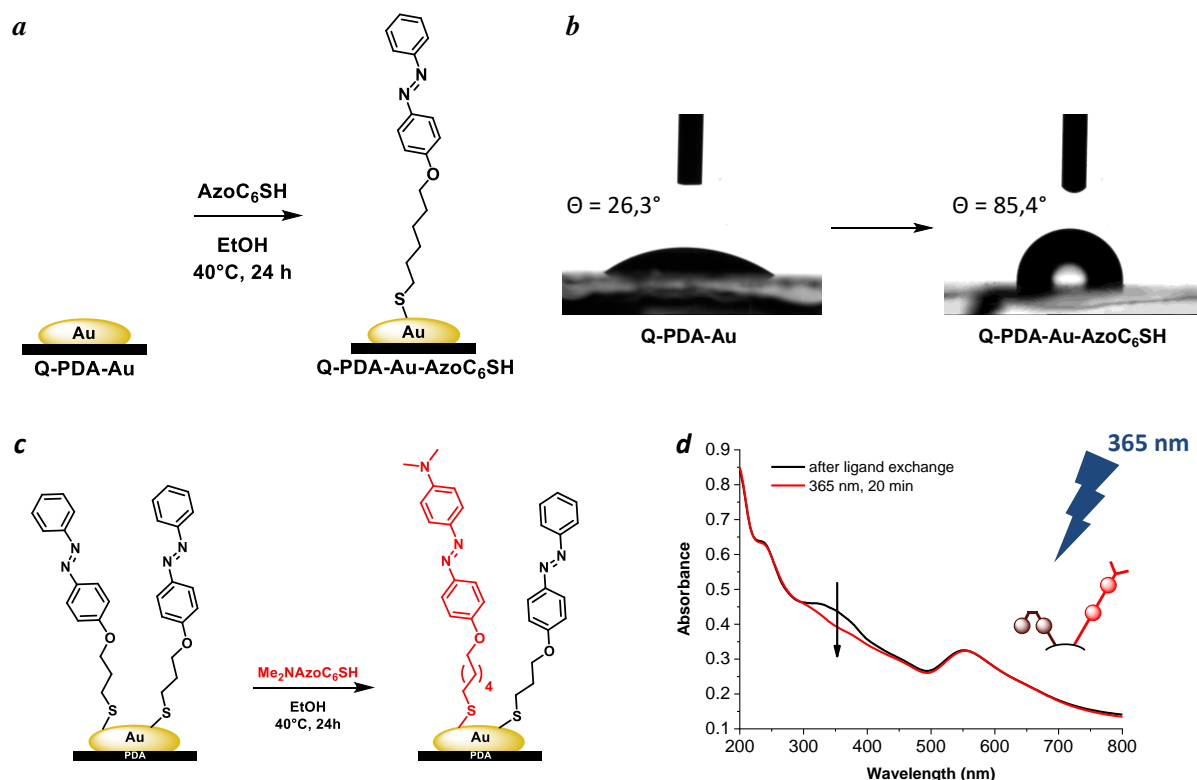 a
N
N
O
AzoC₆SH
EtOH
40°C, 24 h
S
Au
Au
Q-PDA-Au
Q-PDA-Au-AzoC₆SH
b
Θ = 26,3°
Θ = 85,4°
Q-PDA-Au
Q-PDA-Au-AzoC₆SH
c
N
N
N
N
O
O
S
S
Au
PDA
Me₂NAzoC₆SH
EtOH
40°C, 24h
N
N
N
N
N
O
O
4
S
S
Au
PDA
d
365 nm
after ligand exchange
365 nm, 20 min
Absorbance
0.9
0.8
0.7
0.6
0.5
0.4
0.3
0.2
0.1
200 300 400 500 600 700 800
Wavelength (nm)